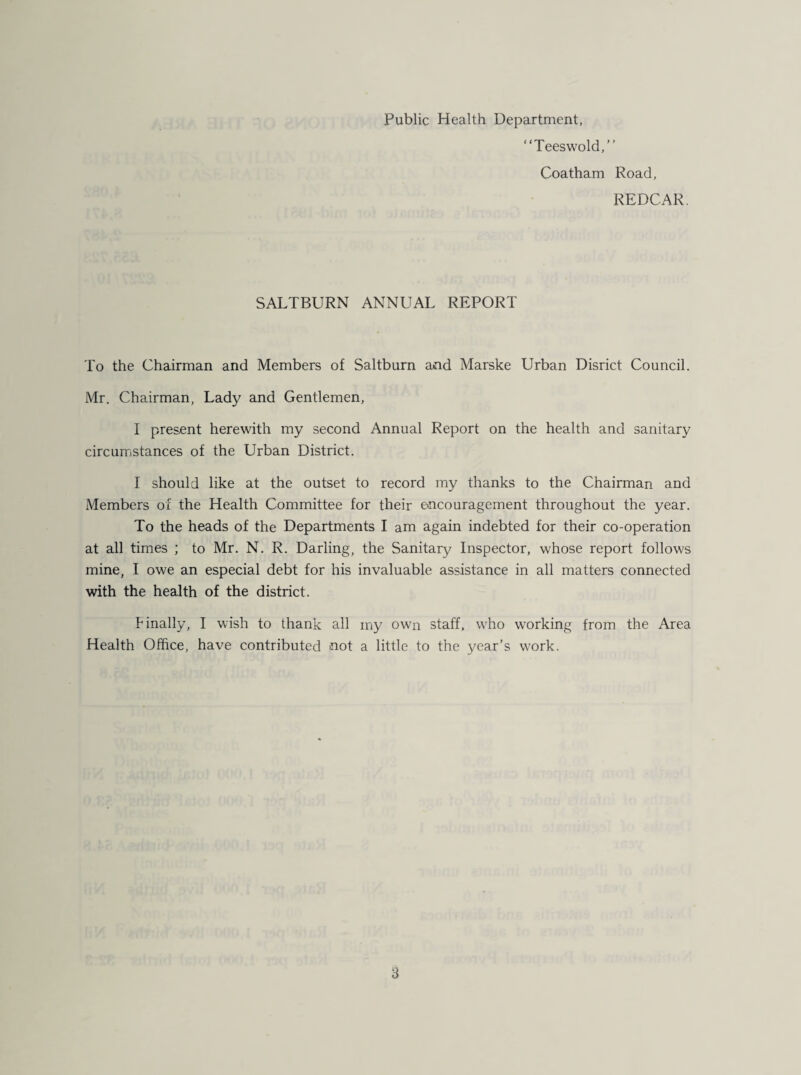 Public Health Department,
“Teeswold,”
Coatham Road,
REDCAR.
SALTBURN ANNUAL REPORT
To the Chairman and Members of Saltburn and Marske Urban Disrict Council.
Mr. Chairman, Lady and Gentlemen,
I present herewith my second Annual Report on the health and sanitary
circumstances of the Urban District.
I should like at the outset to record my thanks to the Chairman and
Members of the Health Committee for their encouragement throughout the year.
To the heads of the Departments I am again indebted for their co-operation
at all times ; to Mr. N. R. Darling, the Sanitary Inspector, whose report follows
mine, I owe an especial debt for his invaluable assistance in all matters connected
with the health of the district.
Finally, I wish to thank all my own staff, who working from the Area
Health Office, have contributed not a little to the year’s work.
3